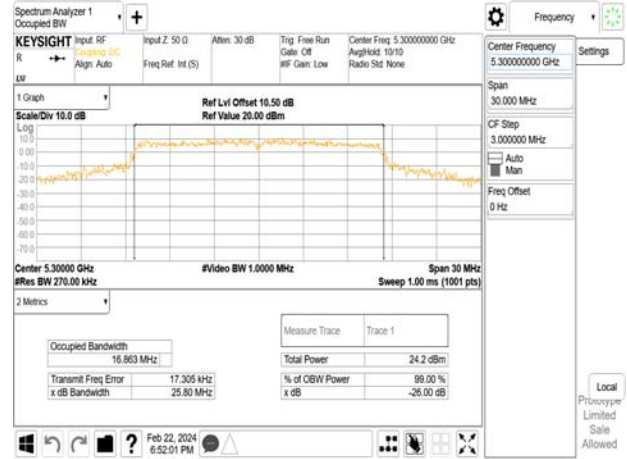 Spectrum Analyzer 1
Occupied BW
+
Frequency
KEYSIGHT
Input: RF
Coupling: DC
Align: Auto
Input Z: 50 Ω
Freq Ref: Int (S)
Atten: 30 dB
Trig: Free Run
Gate: Off
#IF Gain: Low
Center Freq: 5.300000000 GHz
Avg|Hold: 10/10
Radio Std: None
R
LVI
Center Frequency
5.300000000 GHz
Settings
Span
30.000 MHz
CF Step
3.000000 MHz
Auto
Man
Freq Offset
0 Hz
1 Graph
Ref Lvl Offset 10.50 dB
Scale/Div 10.0 dB
Ref Value 20.00 dBm
Log
10.0
0.00
-10.0
-20.0
-30.0
-40.0
-50.0
-60.0
-70.0
Center 5.30000 GHz
#Video BW 1.0000 MHz
Span 30 MHz
#Res BW 270.00 kHz
Sweep 1.00 ms (1001 pts)
2 Metrics
Measure Trace
Trace 1
Occupied Bandwidth
16.863 MHz
Total Power
24.2 dBm
Transmit Freq Error
17.305 kHz
% of OBW Power
99.00 %
x dB Bandwidth
25.80 MHz
x dB
-26.00 dB
Local
Prototype
Limited
Sale
Allowed
?
Feb 22, 2024
6:52:01 PM